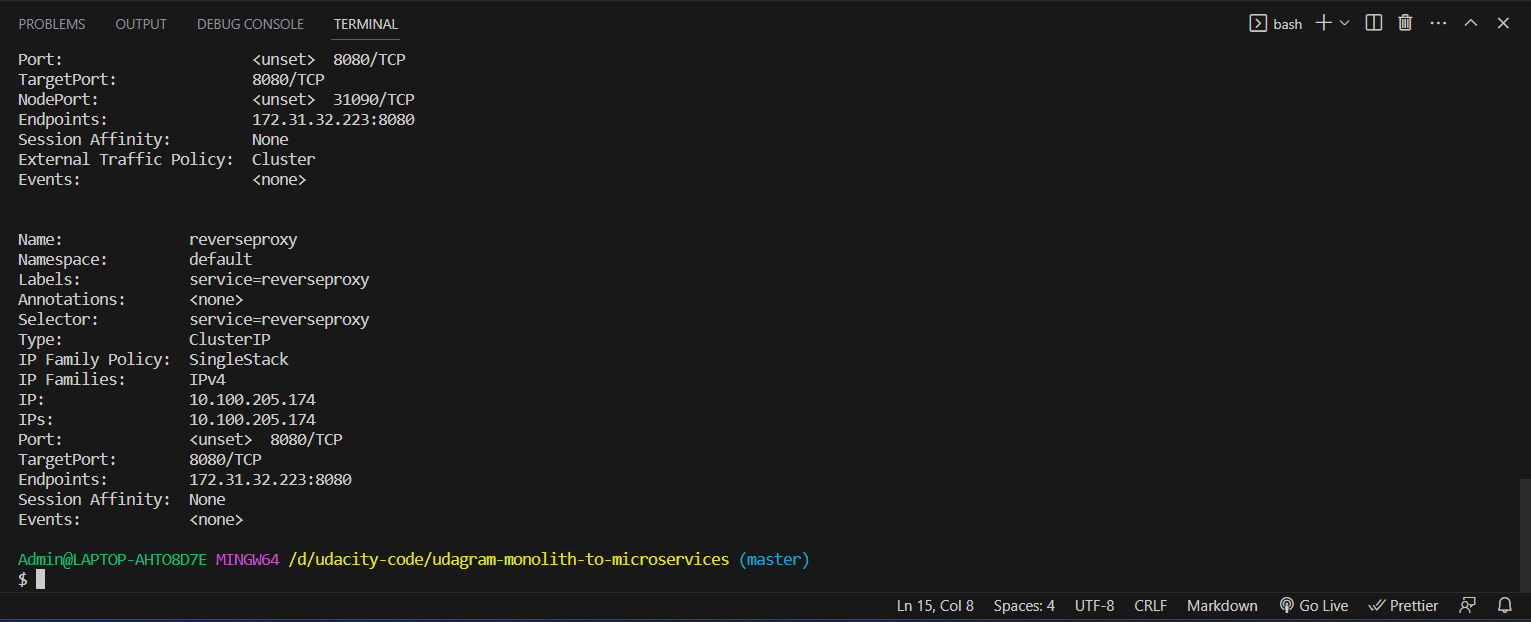 PROBLEMS OUTPUT DEBUG CONSOLE TERMINAL bash
Port: <unset> 8080/TCP
TargetPort: 8080/TCP
NodePort: <unset> 31090/TCP
Endpoints: 172.31.32.223:8080
Session Affinity: None
External Traffic Policy: Cluster
Events: <none>
Name: reverseproxy
Namespace: default
Labels: service=reverseproxy
Annotations: <none>
Selector: service=reverseproxy
Type: ClusterIP
IP Family Policy: SingleStack
IP Families: IPv4
IP: 10.100.205.174
IPs: 10.100.205.174
Port: <unset> 8080/TCP
TargetPort: 8080/TCP
Endpoints: 172.31.32.223:8080
Session Affinity: None
Events: <none>
Admin@LAPTOP-AHTO8D7E MINGW64 /d/udacity-code/udagram-monolith-to-microservices (master)
$
Ln 15, Col 8 Spaces: 4 UTF-8 CRLF Markdown Go Live Prettier